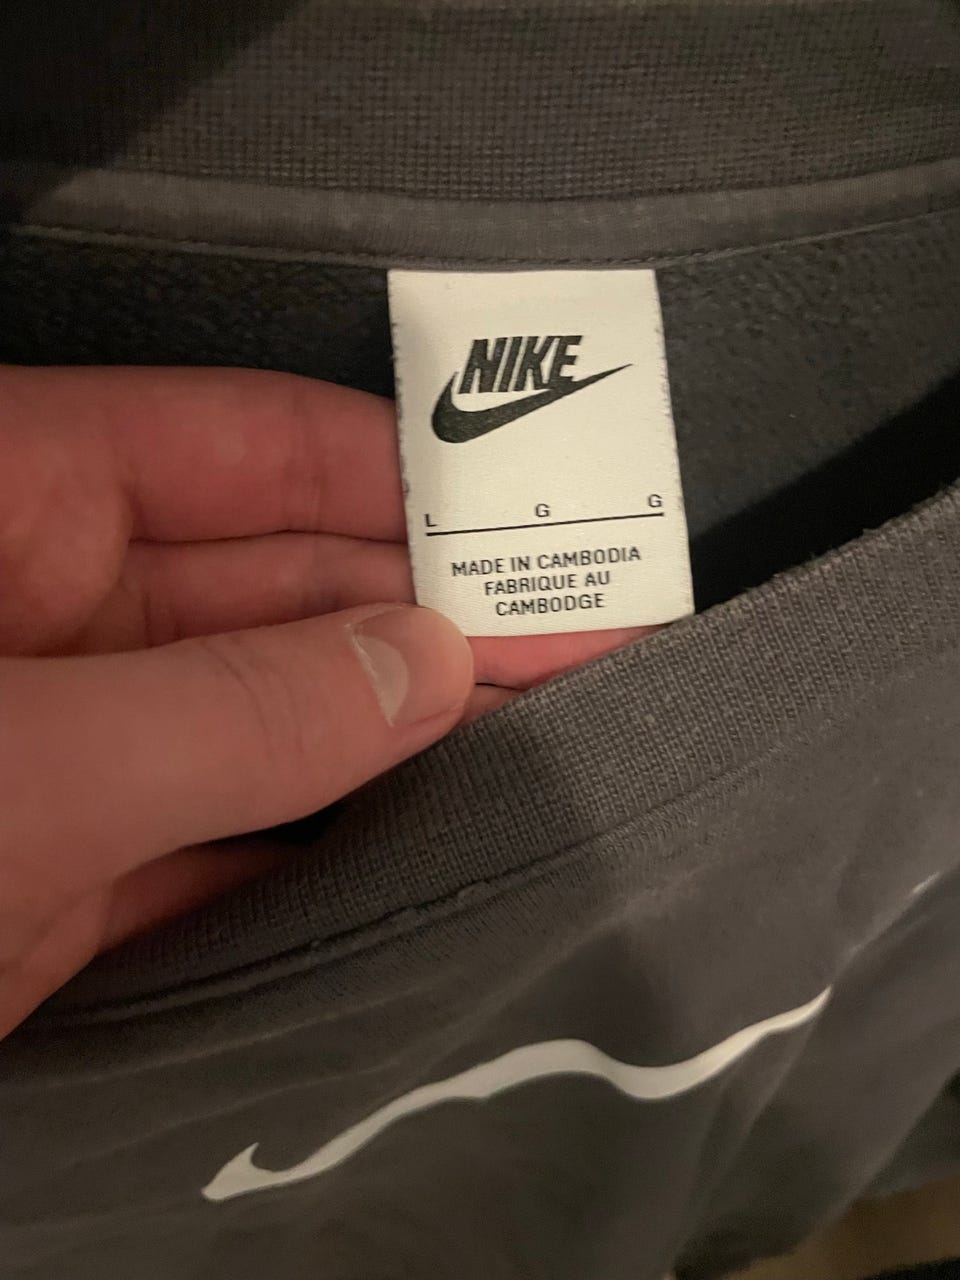 NIKE
L G G
MADE IN CAMBODIA
FABRIQUE AU
CAMBODGE